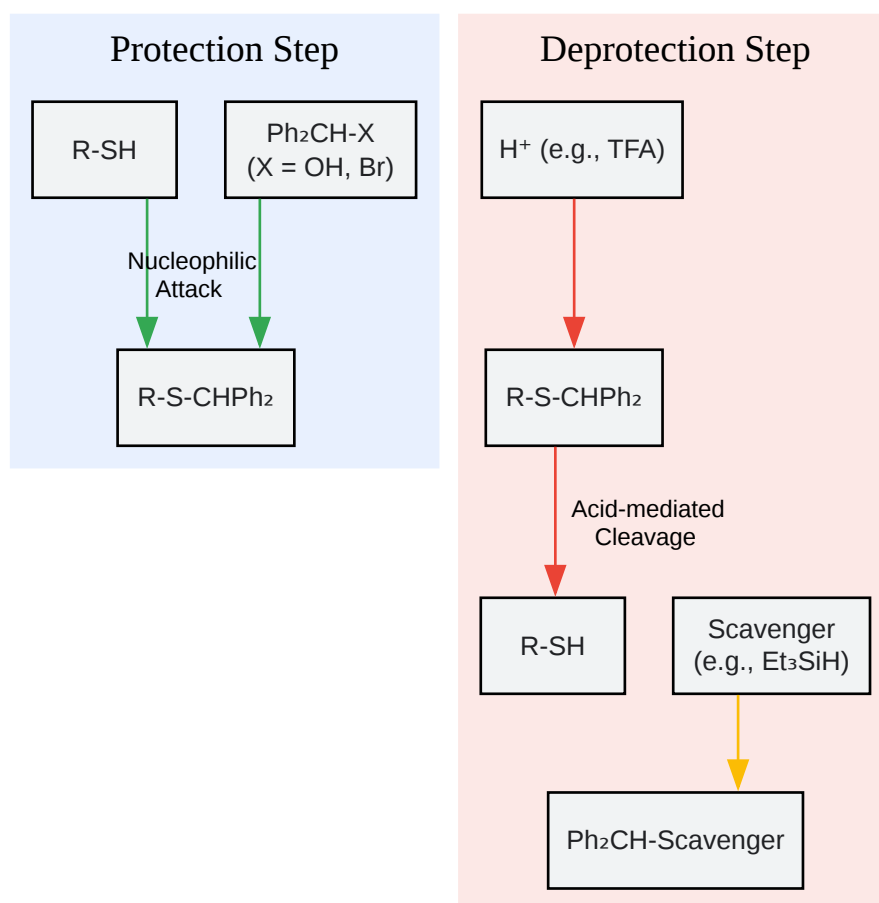 Protection Step
R-SH
Ph₂CH-X
(X = OH, Br)
Nucleophilic
Attack
R-S-CHPh₂
Deprotection Step
H⁺ (e.g., TFA)
R-S-CHPh₂
Acid-mediated
Cleavage
R-SH
Scavenger
(e.g., Et₃SiH)
Ph₂CH-Scavenger